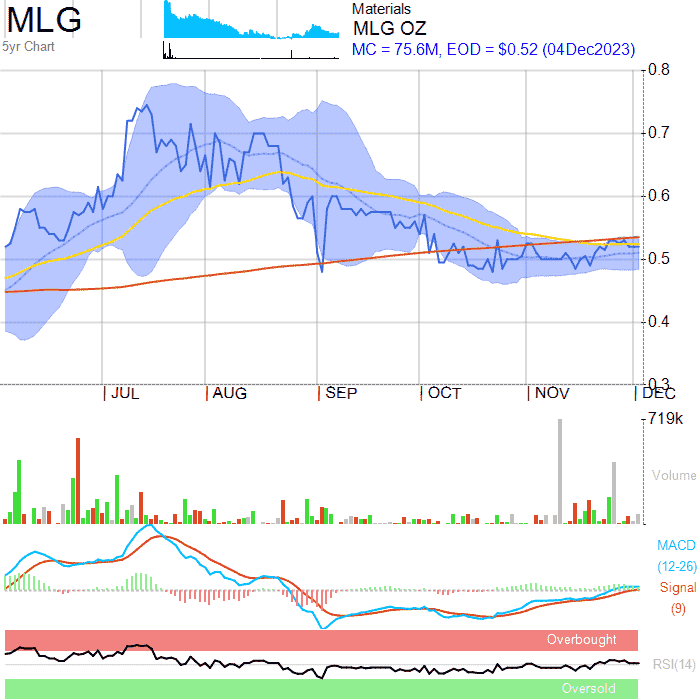 MLG
5yr Chart
Materials
MLG OZ
MC = 75.6M, EOD = $0.52 (04Dec2023)
0.8
0.7
0.6
0.5
0.4
0.3
JUL AUG SEP OCT NOV DEC
719k
Volume
MACD
(12-26)
Signal
(9)
Overbought
RSI(14)
Oversold